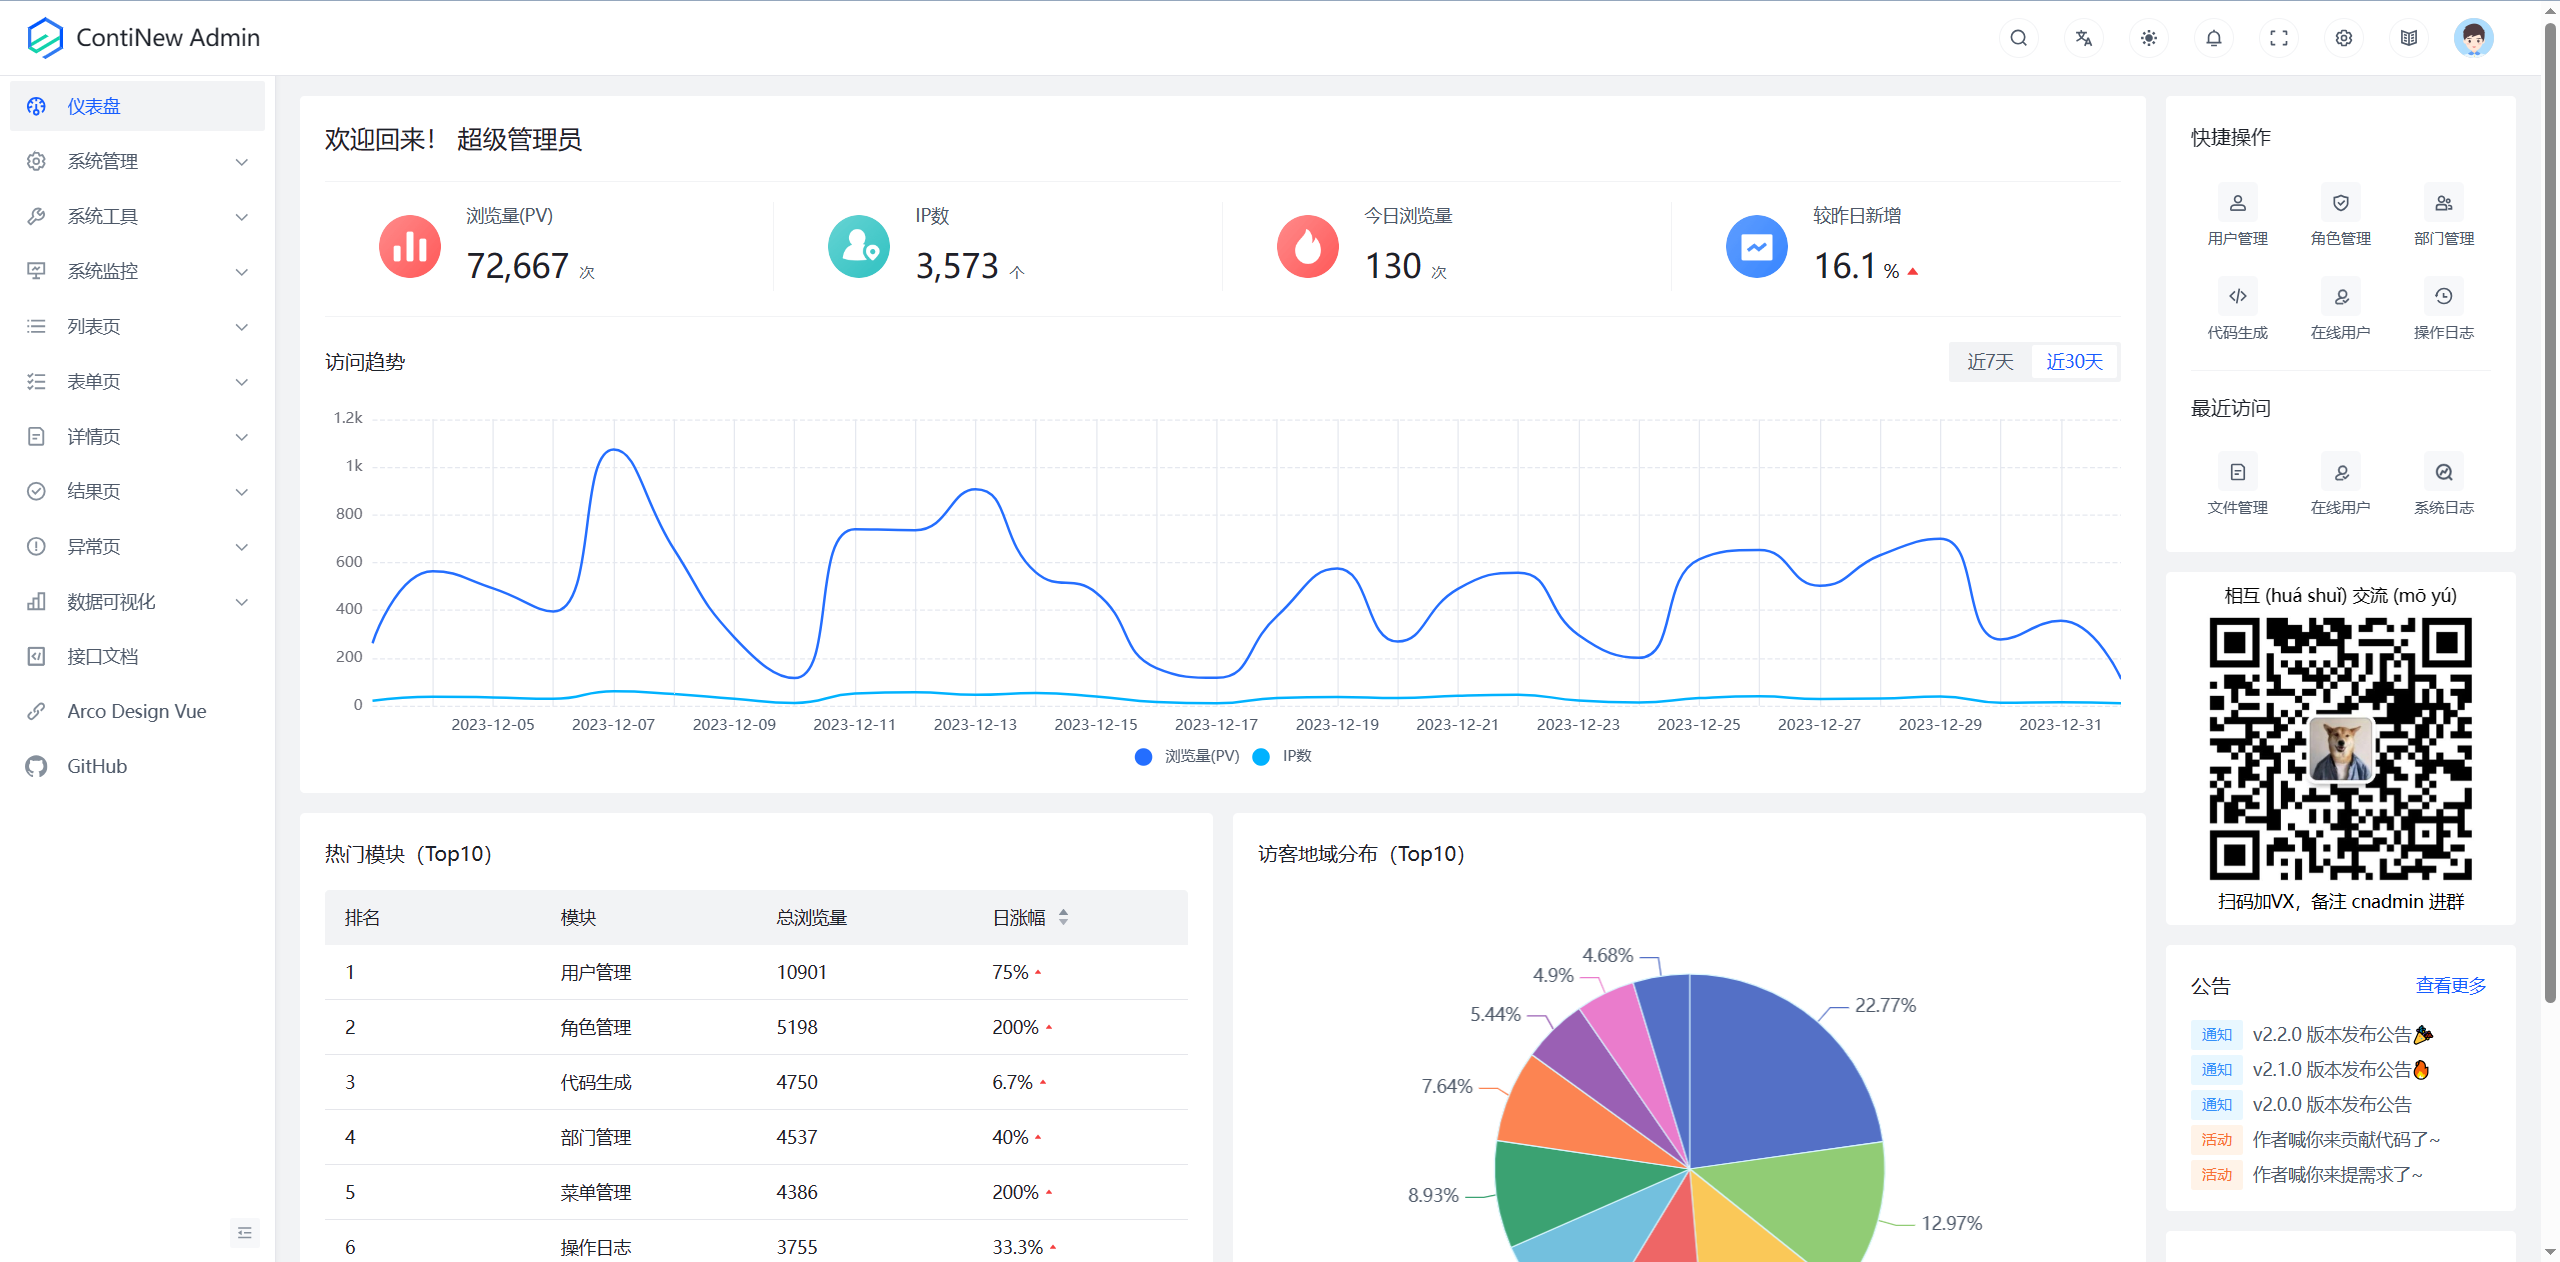 ContiNew Admin
仪表盘
系统管理
系统工具
系统监控
列表页
表单页
详情页
结果页
异常页
数据可视化
接口文档
Arco Design Vue
GitHub
欢迎回来！ 超级管理员
浏览量(PV)
72,667 次
IP数
3,573 个
今日浏览量
130 次
较昨日新增
16.1 %
访问趋势
近7天 近30天
1.2k
1k
800
600
400
200
0
2023-12-05 2023-12-07 2023-12-09 2023-12-11 2023-12-13 2023-12-15 2023-12-17 2023-12-19 2023-12-21 2023-12-23 2023-12-25 2023-12-27 2023-12-29 2023-12-31
浏览量(PV) IP数
热门模块（Top10）
排名 模块 总浏览量 日涨幅
1 用户管理 10901 75%
2 角色管理 5198 200%
3 代码生成 4750 6.7%
4 部门管理 4537 40%
5 菜单管理 4386 200%
6 操作日志 3755 33.3%
访客地域分布（Top10）
4.68%
4.9%
5.44%
7.64%
8.93%
22.77%
12.97%
快捷操作
用户管理 角色管理 部门管理
代码生成 在线用户 操作日志
最近访问
文件管理 在线用户 系统日志
相互 (huá shuǐ) 交流 (mō yú)
扫码加VX，备注 cnadmin 进群
公告 查看更多
通知 v2.2.0 版本发布公告🎉
通知 v2.1.0 版本发布公告🔥
通知 v2.0.0 版本发布公告
活动 作者喊你来贡献代码了~
活动 作者喊你来提需求了~